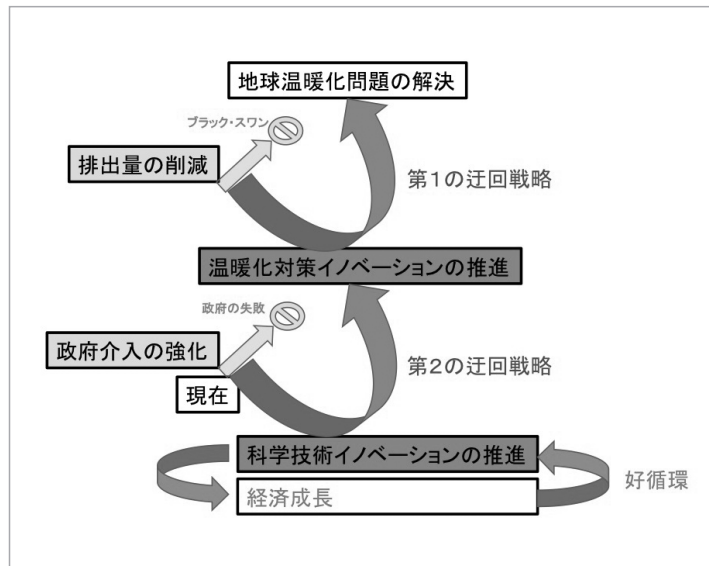 地球温暖化問題の解決
ブラック・スワン
排出量の削減
第1の迂回戦略
温暖化対策イノベーションの推進
政府の失敗
政府介入の強化
第2の迂回戦略
現在
科学技術イノベーションの推進
好循環
経済成長